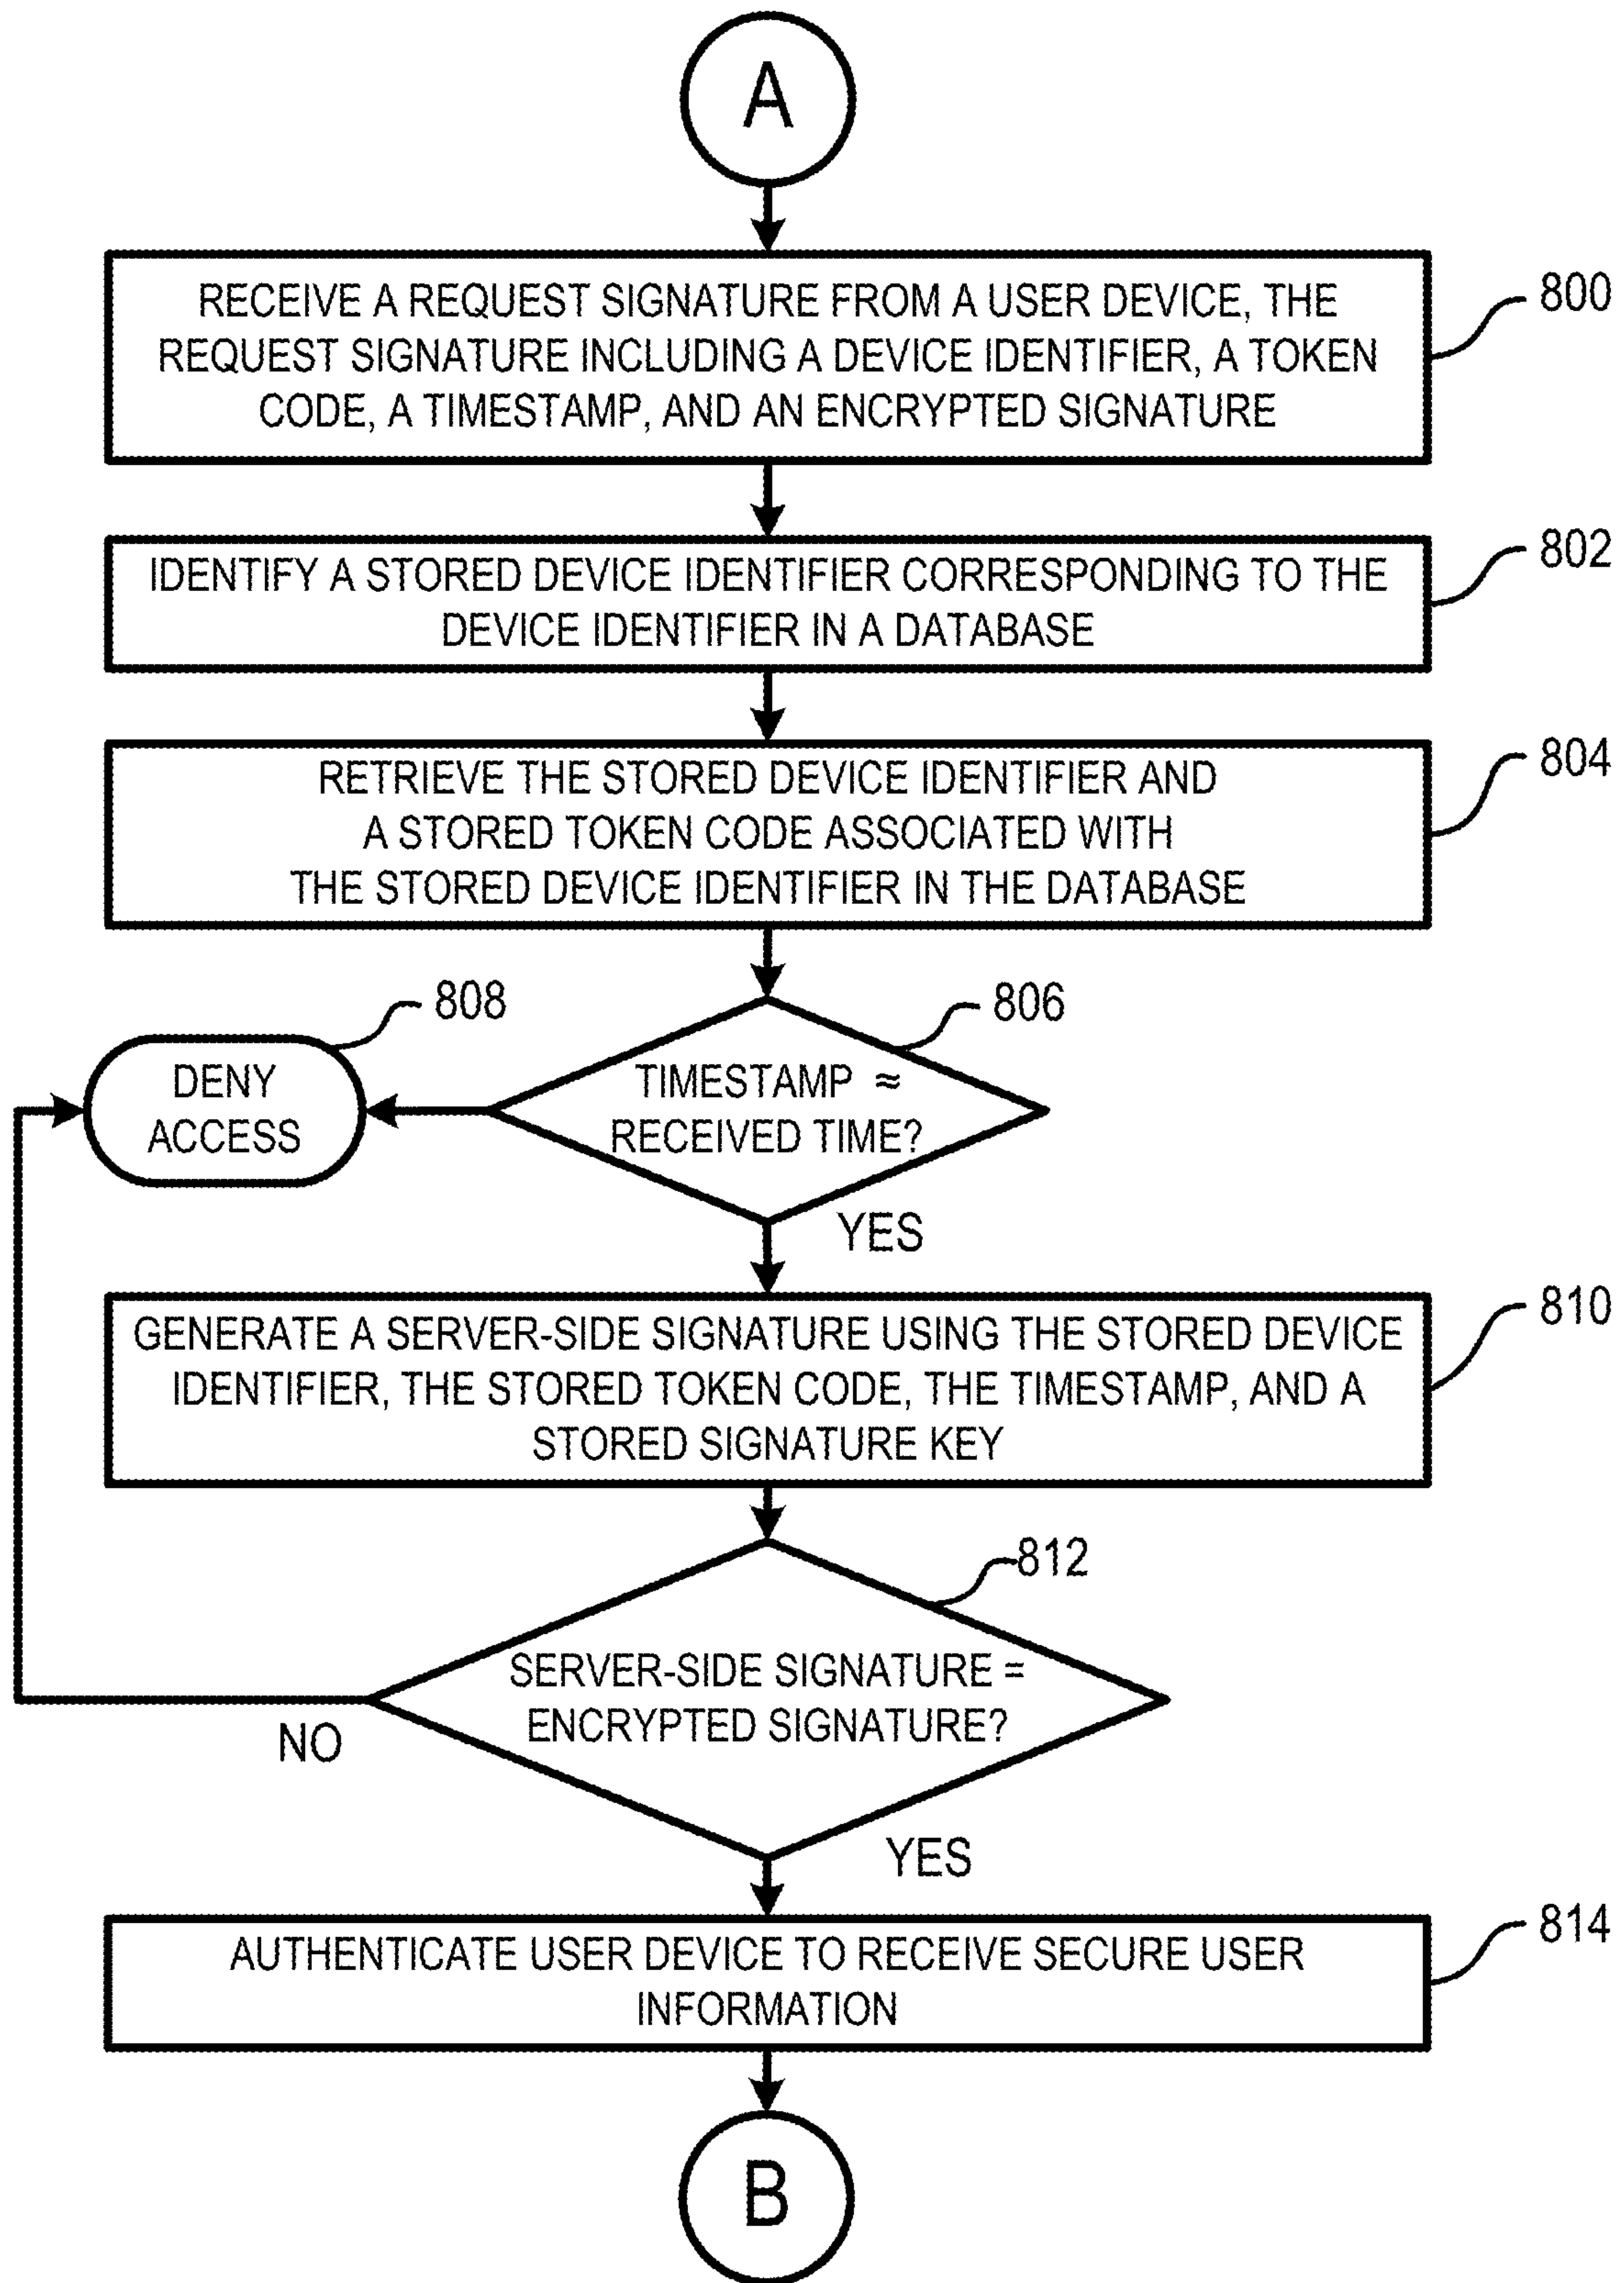 A
RECEIVE A REQUEST SIGNATURE FROM A USER DEVICE, THE
REQUEST SIGNATURE INCLUDING A DEVICE IDENTIFIER, A TOKEN
CODE, A TIMESTAMP, AND AN ENCRYPTED SIGNATURE
800
IDENTIFY A STORED DEVICE IDENTIFIER CORRESPONDING TO THE
DEVICE IDENTIFIER IN A DATABASE
802
RETRIEVE THE STORED DEVICE IDENTIFIER AND
A STORED TOKEN CODE ASSOCIATED WITH
THE STORED DEVICE IDENTIFIER IN THE DATABASE
804
808
DENY
ACCESS
806
TIMESTAMP ≈
RECEIVED TIME?
YES
GENERATE A SERVER-SIDE SIGNATURE USING THE STORED DEVICE
IDENTIFIER, THE STORED TOKEN CODE, THE TIMESTAMP, AND A
STORED SIGNATURE KEY
810
812
SERVER-SIDE SIGNATURE =
ENCRYPTED SIGNATURE?
NO
YES
AUTHENTICATE USER DEVICE TO RECEIVE SECURE USER
INFORMATION
814
B